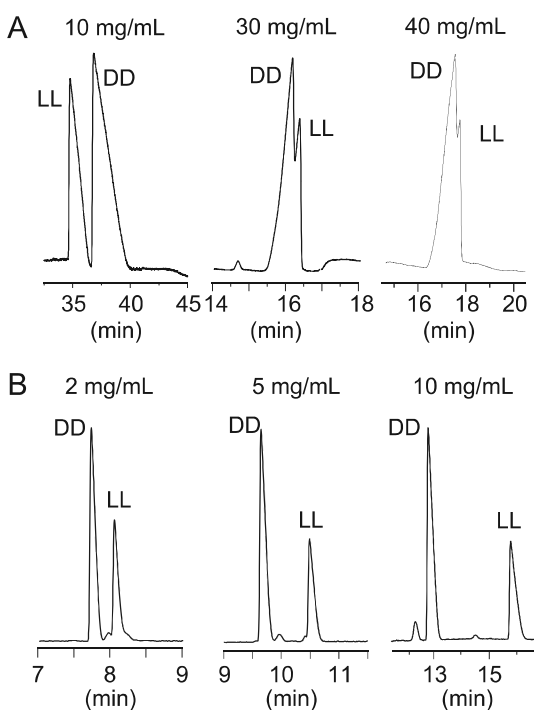 A
10 mg/mL 30 mg/mL 40 mg/mL
LL DD DD LL DD LL
35 40 45 14 16 18 16 18 20
(min) (min) (min)
B
2 mg/mL 5 mg/mL 10 mg/mL
DD LL DD LL DD LL
7 8 9 9 10 11 13 15
(min) (min) (min)